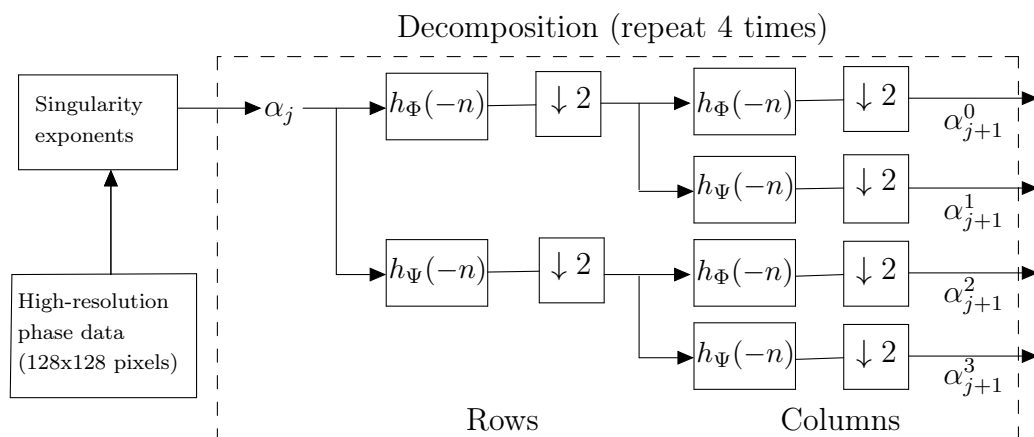 Decomposition (repeat 4 times)
Singularity
exponents
α_j
h_Φ(−n)
↓ 2
h_Φ(−n)
↓ 2
α^0_{j+1}
h_Ψ(−n)
↓ 2
α^1_{j+1}
h_Ψ(−n)
↓ 2
h_Φ(−n)
↓ 2
α^2_{j+1}
High-resolution
phase data
(128x128 pixels)
h_Ψ(−n)
↓ 2
α^3_{j+1}
Rows
Columns